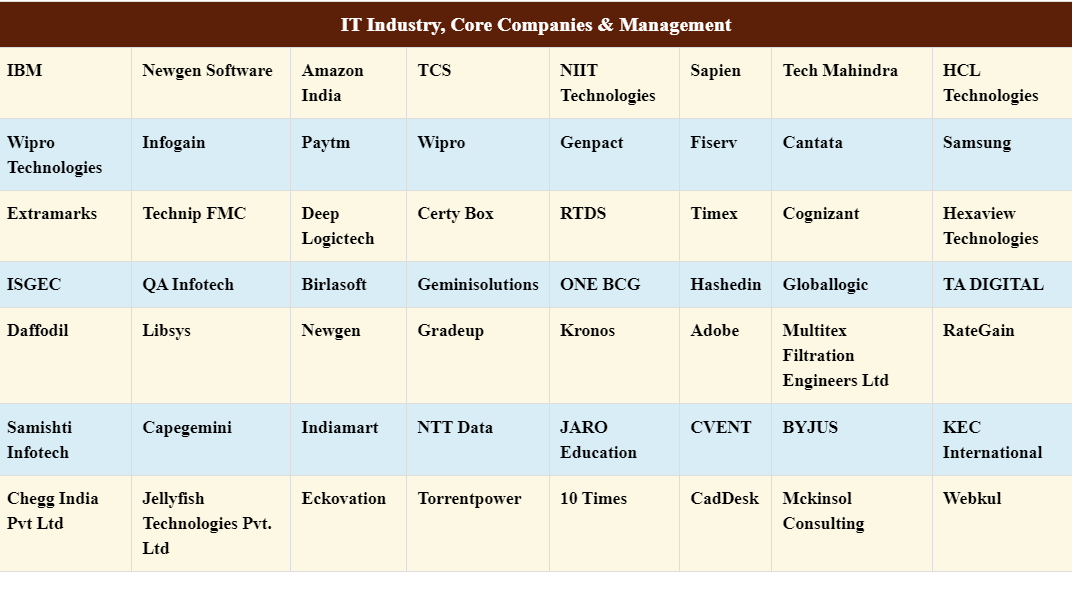 IT Industry, Core Companies & Management
IBM
Newgen Software
Amazon
India
TCS
NIIT
Technologies
Sapien
Tech Mahindra
HCL
Technologies
Wipro
Technologies
Infogain
Paytm
Wipro
Genpact
Fiserv
Cantata
Samsung
Extramarks
Technip FMC
Deep
Logictech
Certy Box
RTDS
Timex
Cognizant
Hexaview
Technologies
ISGEC
QA Infotech
Birlasoft
Geminisolutions
ONE BCG
Hashedin
Globallogic
TA DIGITAL
Daffodil
Libsys
Newgen
Gradeup
Kronos
Adobe
Multitex
Filtration
Engineers Ltd
RateGain
Samishti
Infotech
Capegemini
Indiamart
NTT Data
JARO
Education
CVENT
BYJUS
KEC
International
Chegg India
Pvt Ltd
Jellyfish
Technologies Pvt.
Ltd
Eckovation
Torrentpower
10 Times
CadDesk
Mckinsol
Consulting
Webkul